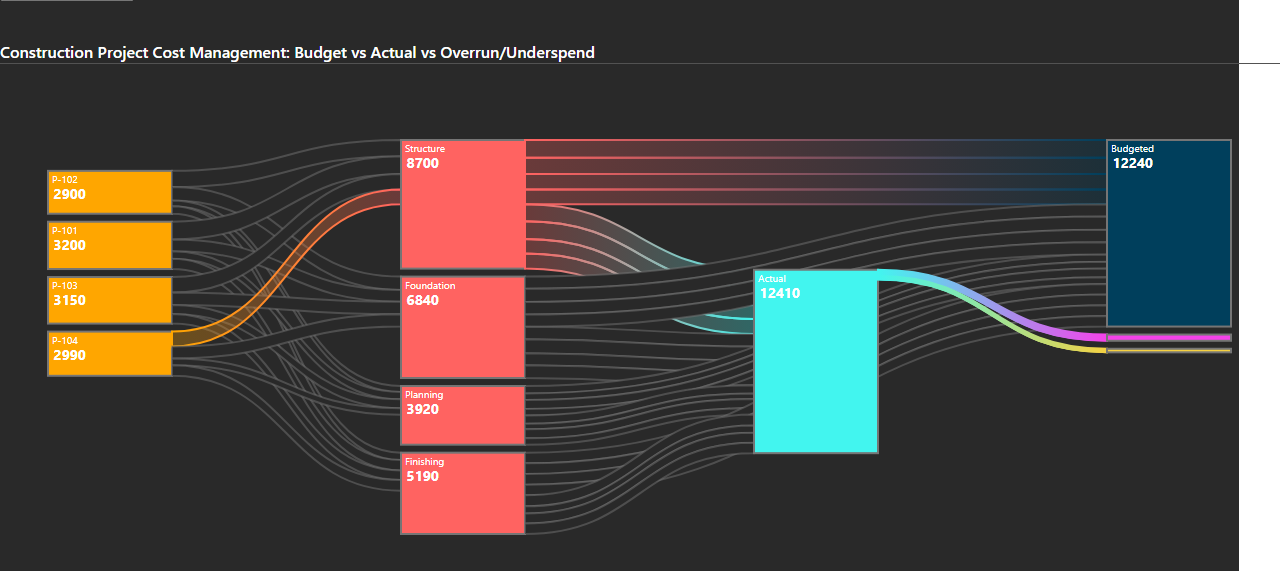 Construction Project Cost Management: Budget vs Actual vs Overrun/Underspend
P-102
2900
P-101
3200
P-103
3150
P-104
2990
Structure
8700
Foundation
6840
Planning
3920
Finishing
5190
Actual
12410
Budgeted
12240